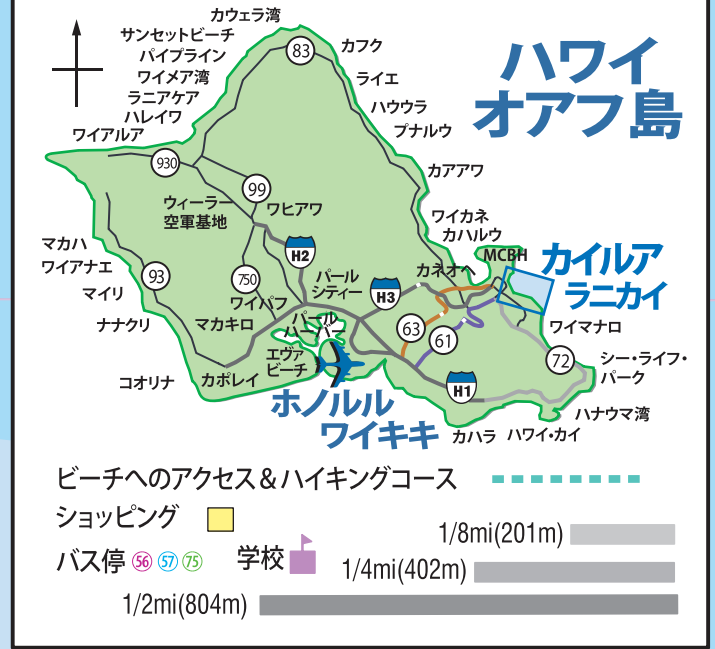 カウェラ湾
サンセットビーチ
パイプライン
ワイメア湾
ラニアケア
ハレイワ
ワイアルア
83
カフク
ライエ
ハウウラ
プナルウ
カアアワ
ハワイ
オアフ島
930
99
ウィーラー
空軍基地
ワヒアワ
ワイカネ
カハルウ
MCBH
カネオヘ
カイルア
ラニカイ
マカハ
ワイアナエ
マイリ
ナナクリ
93
750
H2
ワイパフ
パール
シティー
H3
マカキロ
パール
ハーバー
63
61
ワイマナロ
72
シー・ライフ・
パーク
エヴァ
ビーチ
コオリナ
カポレイ
H1
ホノルル
ワイキキ
カハラ
ハワイ・カイ
ハナウマ湾
ビーチへのアクセス＆ハイキングコース
ショッピング
バス停 56 57 75
学校
1/8mi(201m)
1/4mi(402m)
1/2mi(804m)